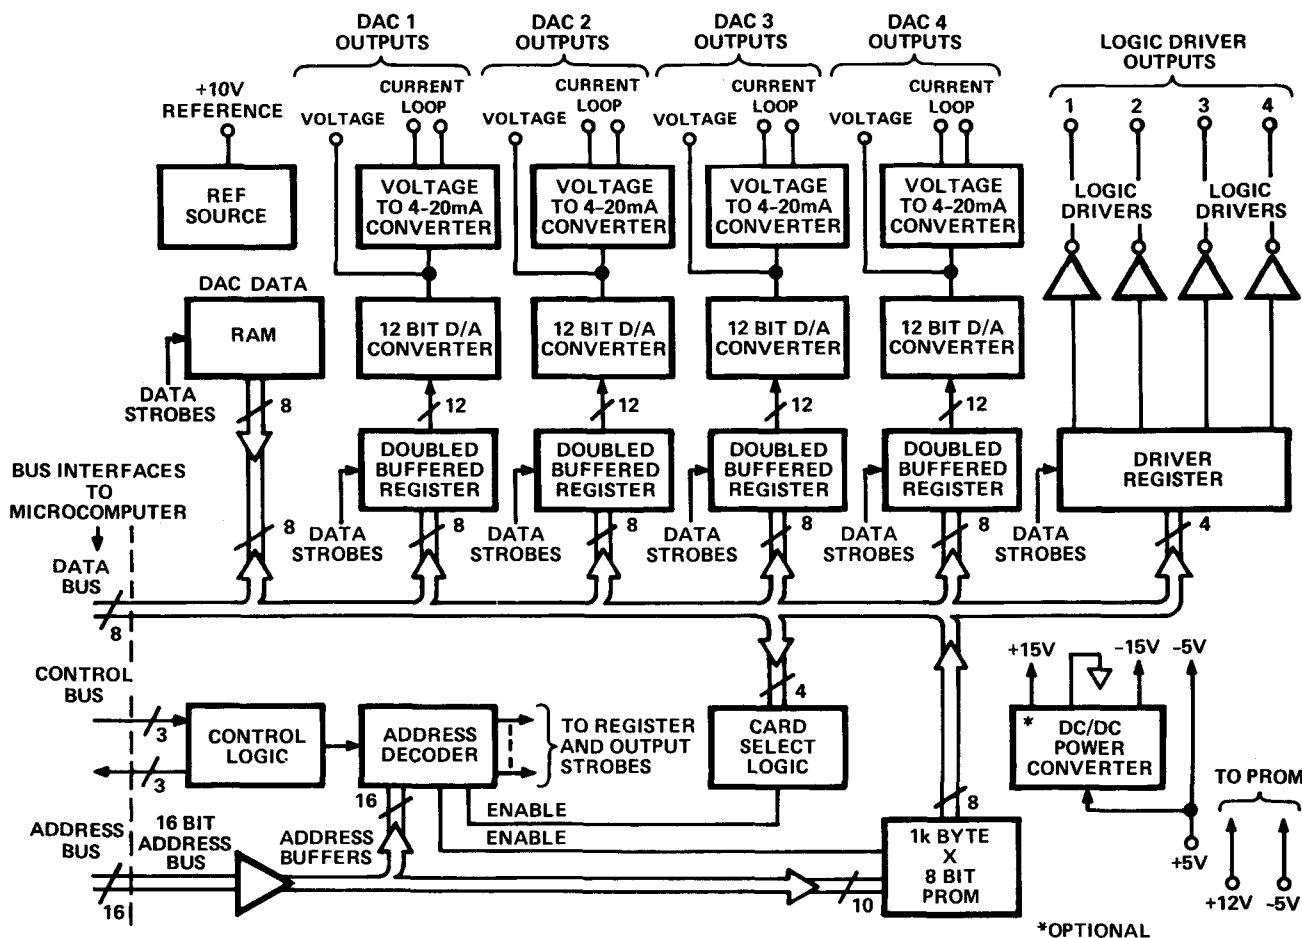 DAC 1
OUTPUTS
DAC 2
OUTPUTS
DAC 3
OUTPUTS
DAC 4
OUTPUTS
LOGIC DRIVER
OUTPUTS
+10V
REFERENCE
VOLTAGE
CURRENT
LOOP
VOLTAGE
CURRENT
LOOP
VOLTAGE
CURRENT
LOOP
VOLTAGE
CURRENT
LOOP
1
2
3
4
REF
SOURCE
VOLTAGE
TO 4-20mA
CONVERTER
VOLTAGE
TO 4-20mA
CONVERTER
VOLTAGE
TO 4-20mA
CONVERTER
VOLTAGE
TO 4-20mA
CONVERTER
LOGIC
DRIVERS
LOGIC
DRIVERS
DAC DATA
RAM
12 BIT D/A
CONVERTER
12 BIT D/A
CONVERTER
12 BIT D/A
CONVERTER
12 BIT D/A
CONVERTER
DATA
STROBES
8
12
12
12
12
BUS INTERFACES
TO
MICROCOMPUTER
DOUBLED
BUFFERED
REGISTER
DOUBLED
BUFFERED
REGISTER
DOUBLED
BUFFERED
REGISTER
DOUBLED
BUFFERED
REGISTER
DRIVER
REGISTER
8
DATA
STROBES
8
DATA
STROBES
8
DATA
STROBES
8
DATA
STROBES
8
DATA
STROBES
4
DATA
BUS
8
CONTROL
BUS
3
3
CONTROL
LOGIC
ADDRESS
DECODER
TO REGISTER
AND OUTPUT
STROBES
4
CARD
SELECT
LOGIC
+15V
-15V
-5V
*
DC/DC
POWER
CONVERTER
TO PROM
16
ENABLE
ENABLE
8
ADDRESS
BUS
16 BIT
ADDRESS
BUS
ADDRESS
BUFFERS
16
10
1k BYTE
X
8 BIT
PROM
+5V
+12V
-5V
*OPTIONAL